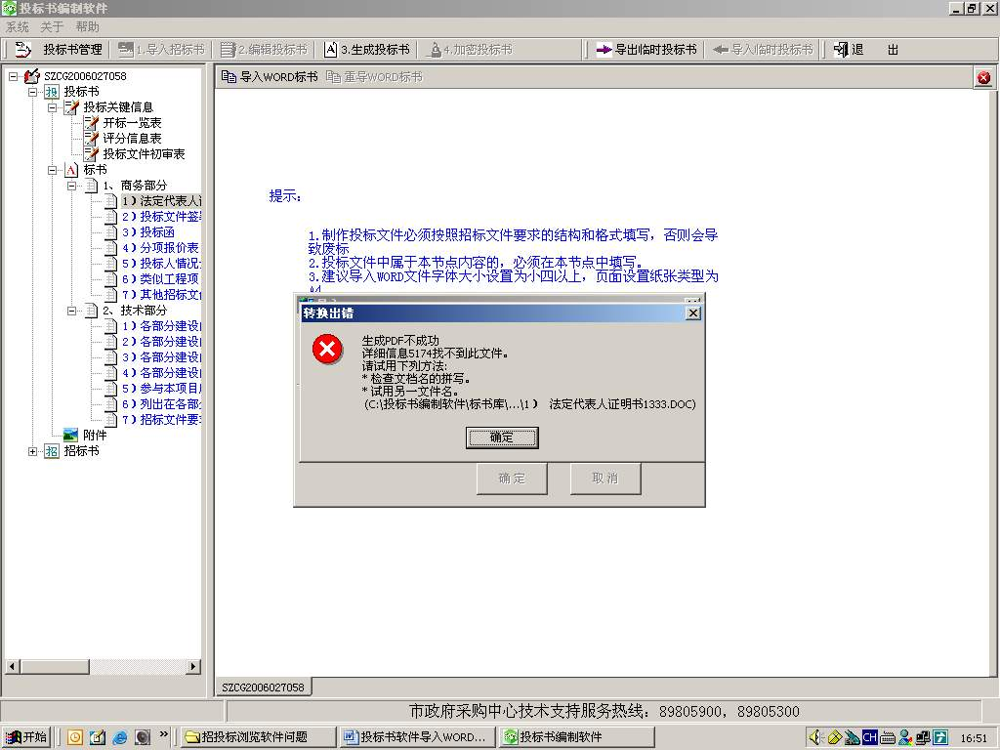 投标书编制软件
系统 关于 帮助
投标书管理 1.导入招标书 2.编辑投标书 3.生成投标书 4.加密投标书 导出临时投标书 导入临时投标书 退 出
SZCG2006027058
投标书
投标关键信息
开标一览表
评分信息表
投标文件初审表
标书
1、商务部分
1)法定代表人
2)投标文件签
3)投标函
4)分项报价表
5)投标人情况
6)类似工程项
7)其他招标文
2、技术部分
1)各部分建设
2)各部分建设
3)各部分建设
4)各部分建设
5)参与本项目
6)列出在各部
7)招标文件要
附件
招标书
导入WORD标书 重导WORD标书
提示:
1.制作投标文件必须按照招标文件要求的结构和格式填写，否则会导
致废标
2.投标文件中属于本节点内容的，必须在本节点中填写。
3.建议导入WORD文件字体大小设置为小四以上，页面设置纸张类型为
A4
转换出错
生成PDF不成功
详细信息5174找不到此文件。
请试用下列方法:
* 检查文档名的拼写。
* 试用另一文件名。
(C:\投标书编制软件\标书库\...\1） 法定代表人证明书1333.DOC)
确定
确 定 取 消
SZCG2006027058
市政府采购中心技术支持服务热线: 89805900, 89805300
开始 招投标浏览软件问题 投标书软件导入WORD... 投标书编制软件 CH 16:51